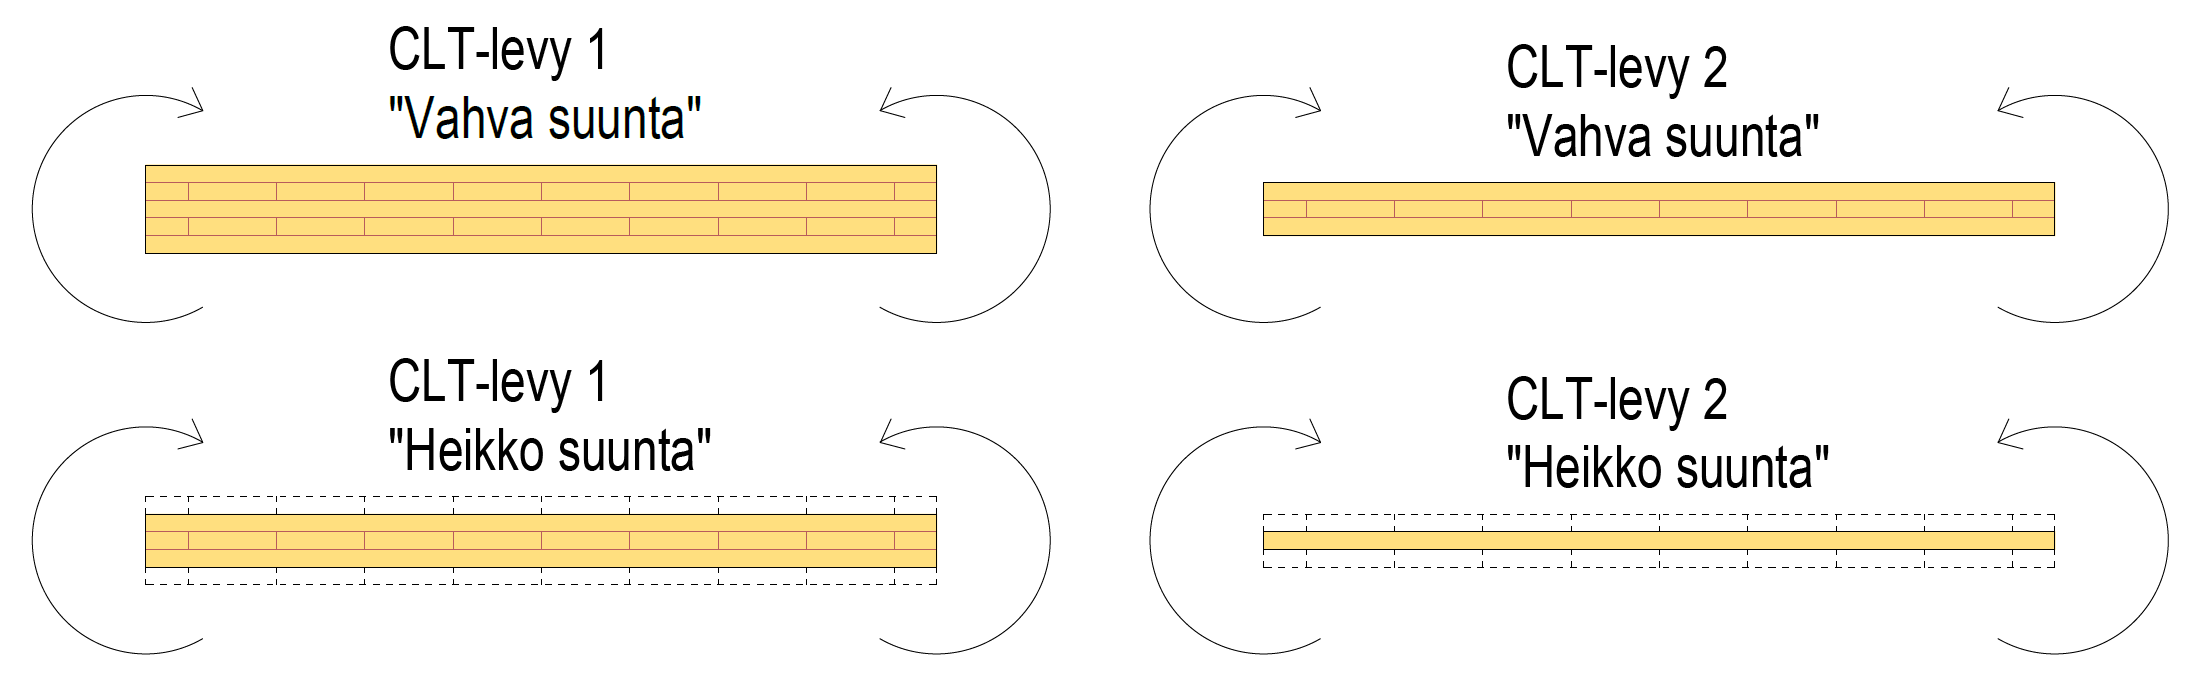 CLT-levy 1
"Vahva suunta"
CLT-levy 2
"Vahva suunta"
CLT-levy 1
"Heikko suunta"
CLT-levy 2
"Heikko suunta"